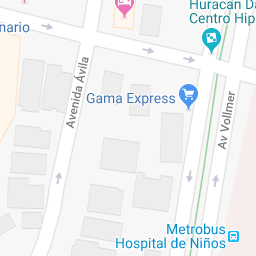 Huracan Da
Centro Hip
nario
Avenida Ávila
Gama Express
Av Vollmer
Metrobus
Hospital de Niños